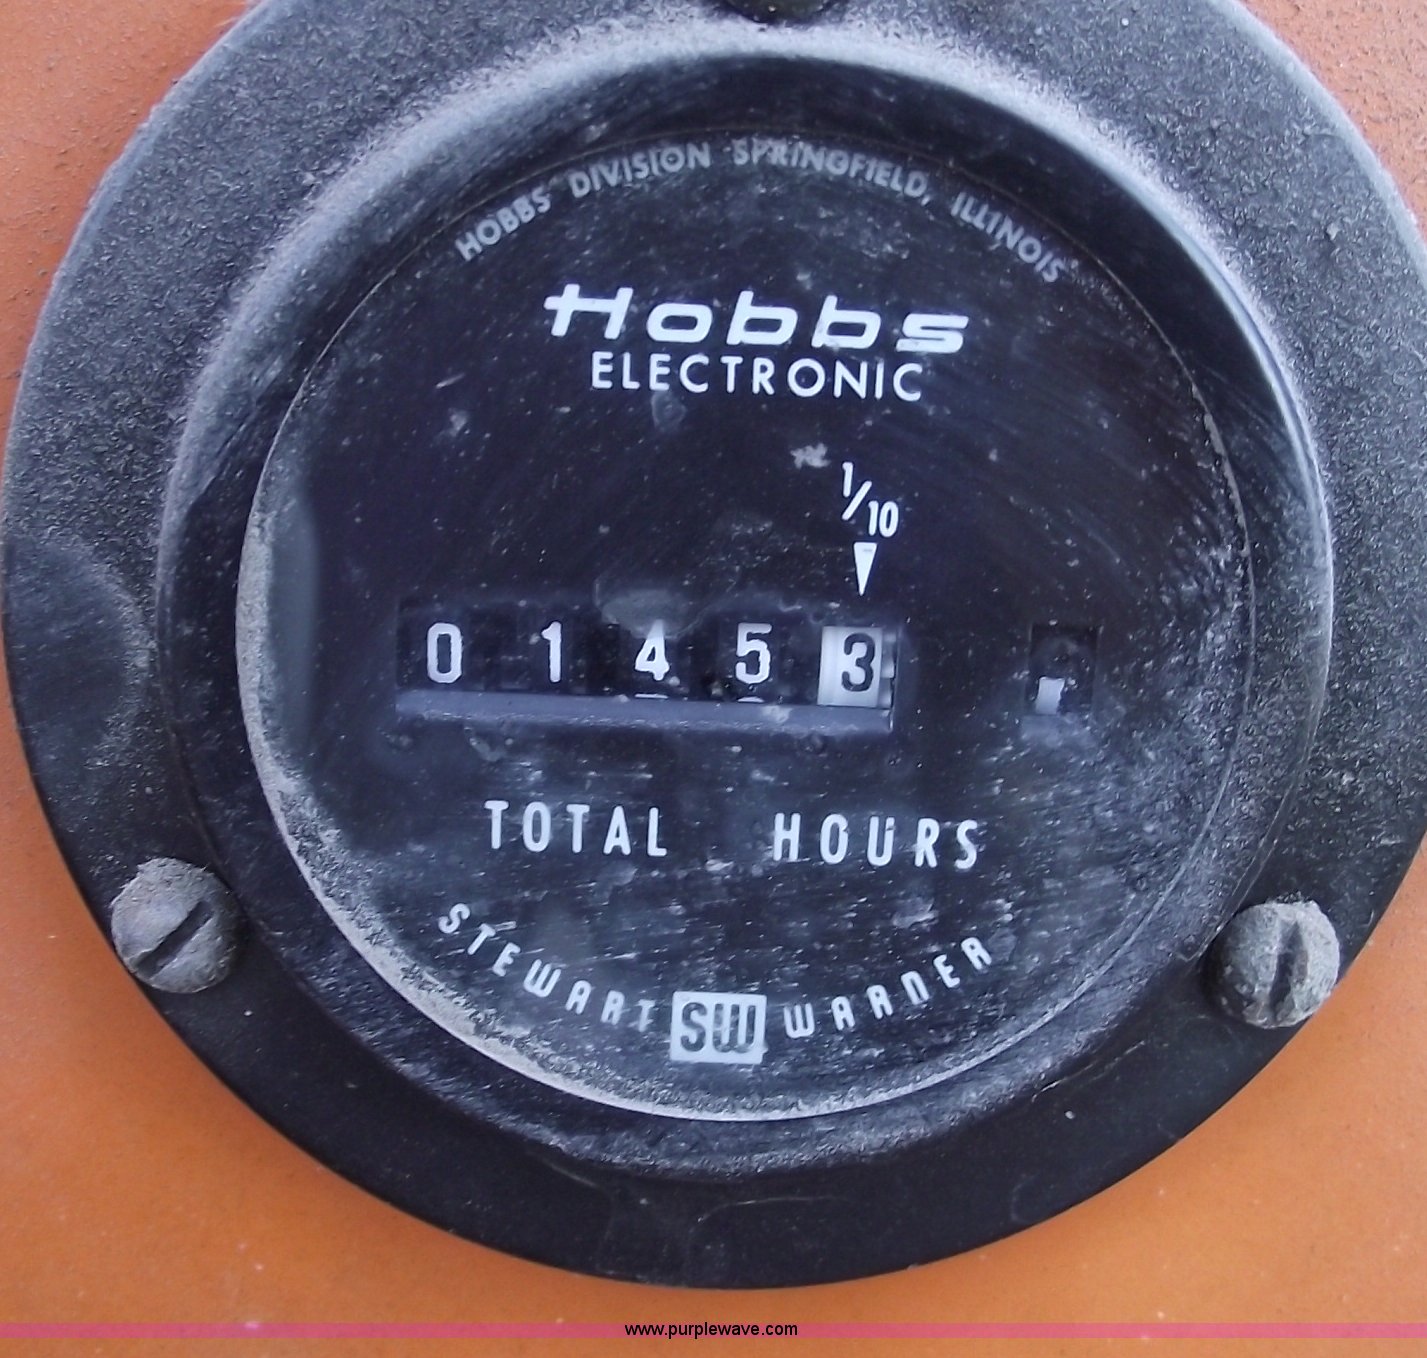 HOBBS DIVISION SPRINGFIELD, ILLINOIS
Hobbs
ELECTRONIC
1/10
0 1 4 5 3
TOTAL HOURS
STEWART SW WARNER
www.purplewave.com